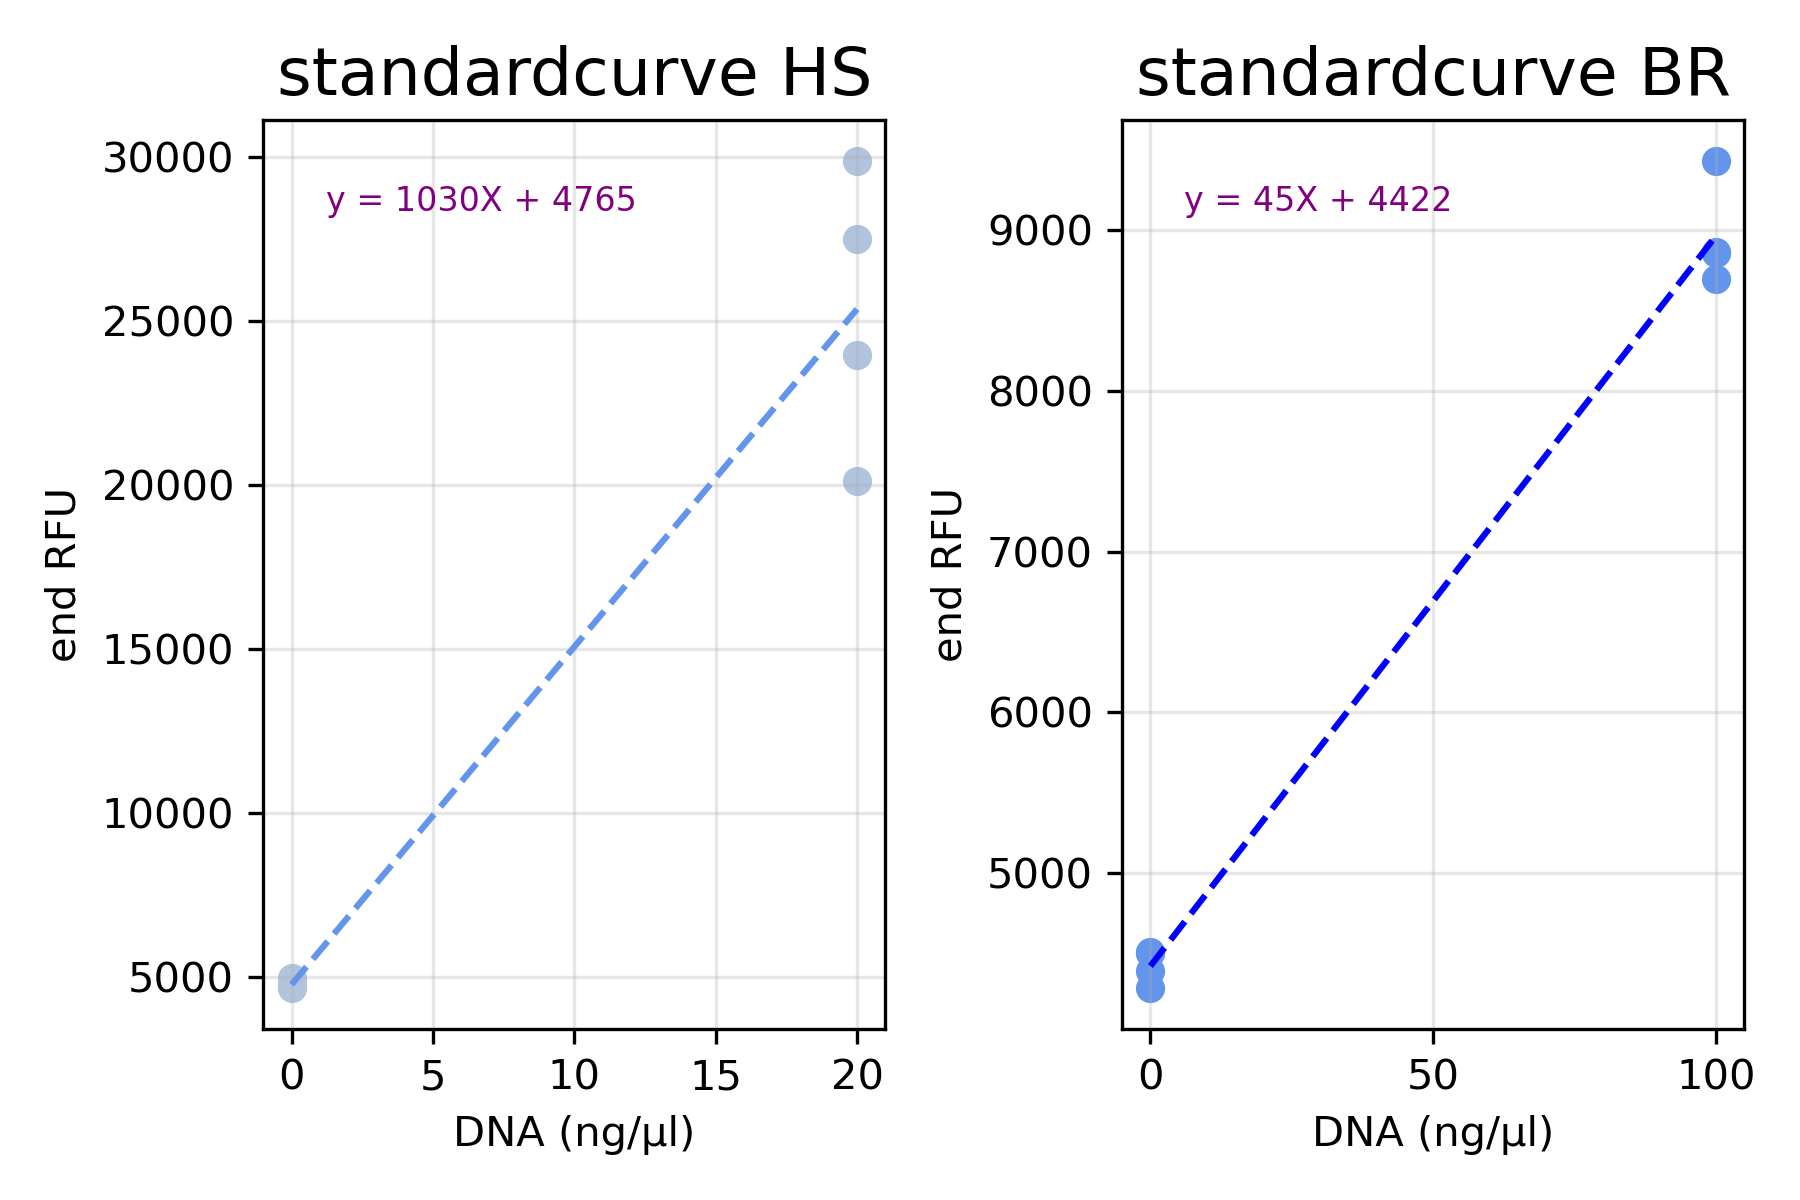 standardcurve HS
30000
25000
20000
15000
10000
5000
end RFU
y = 1030X + 4765
0 5 10 15 20
DNA (ng/µl)
standardcurve BR
9000
8000
7000
6000
5000
end RFU
y = 45X + 4422
0 50 100
DNA (ng/µl)